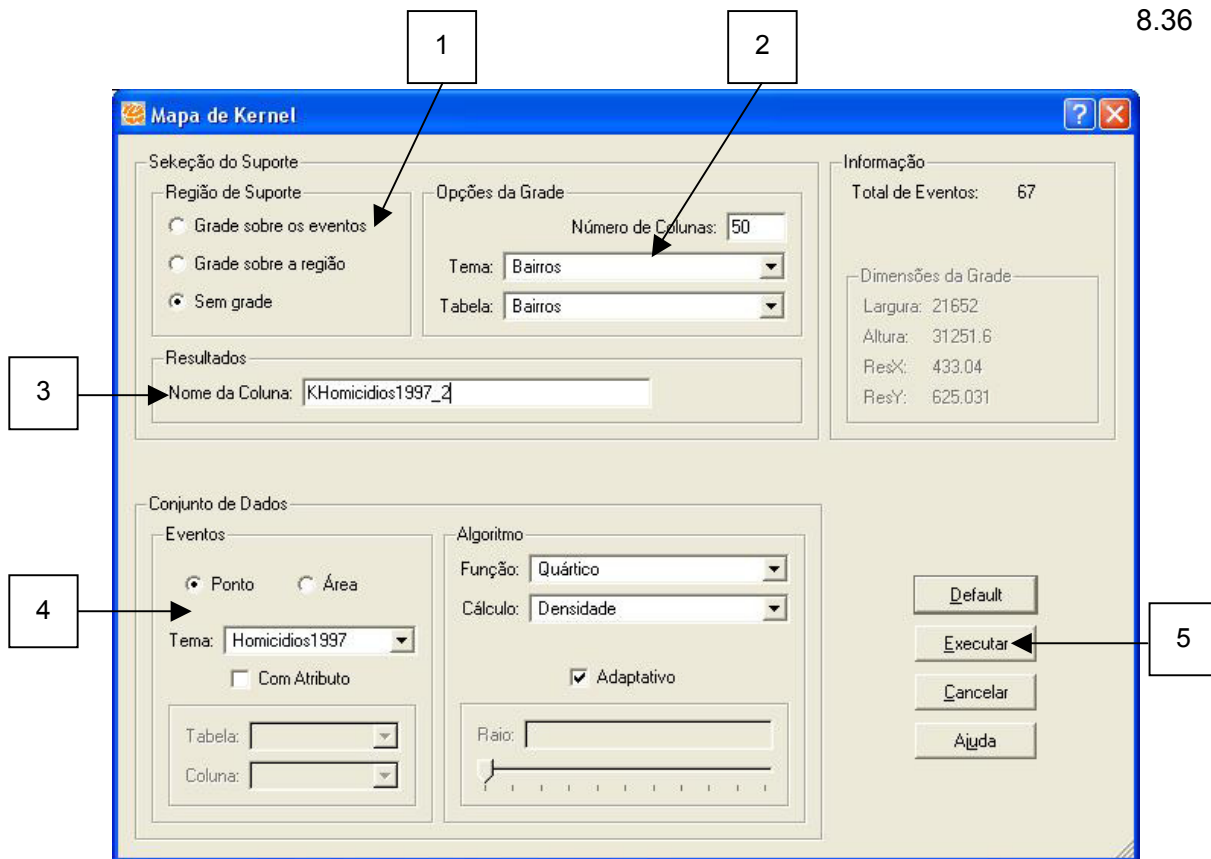 8.36
1
2
Mapa de Kernel
Sekeção do Suporte
Região de Suporte
Grade sobre os eventos
Grade sobre a região
Sem grade
Opções da Grade
Número de Colunas: 50
Tema: Bairros
Tabela: Bairros
Informação
Total de Eventos: 67
Dimensões da Grade
Largura: 21652
Altura: 31251.6
ResX: 433.04
ResY: 625.031
3
Resultados
Nome da Coluna: KHomicidios1997_2
Conjunto de Dados
4
Eventos
Ponto Área
Tema: Homicidios1997
Com Atributo
Tabela:
Coluna:
Algoritmo
Função: Quártico
Cálculo: Densidade
Adaptativo
Raio:
Default
Executar
5
Cancelar
Ajuda